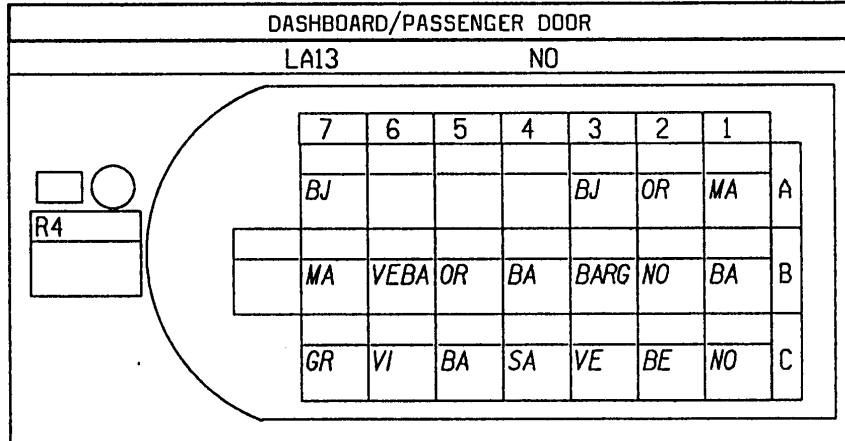 DASHBOARD/PASSENGER DOOR
LA13 NO
7 6 5 4 3 2 1
BJ BJ OR MA A
R4
MA VEBA OR BA BARG NO BA B
GR VI BA SA VE BE NO C